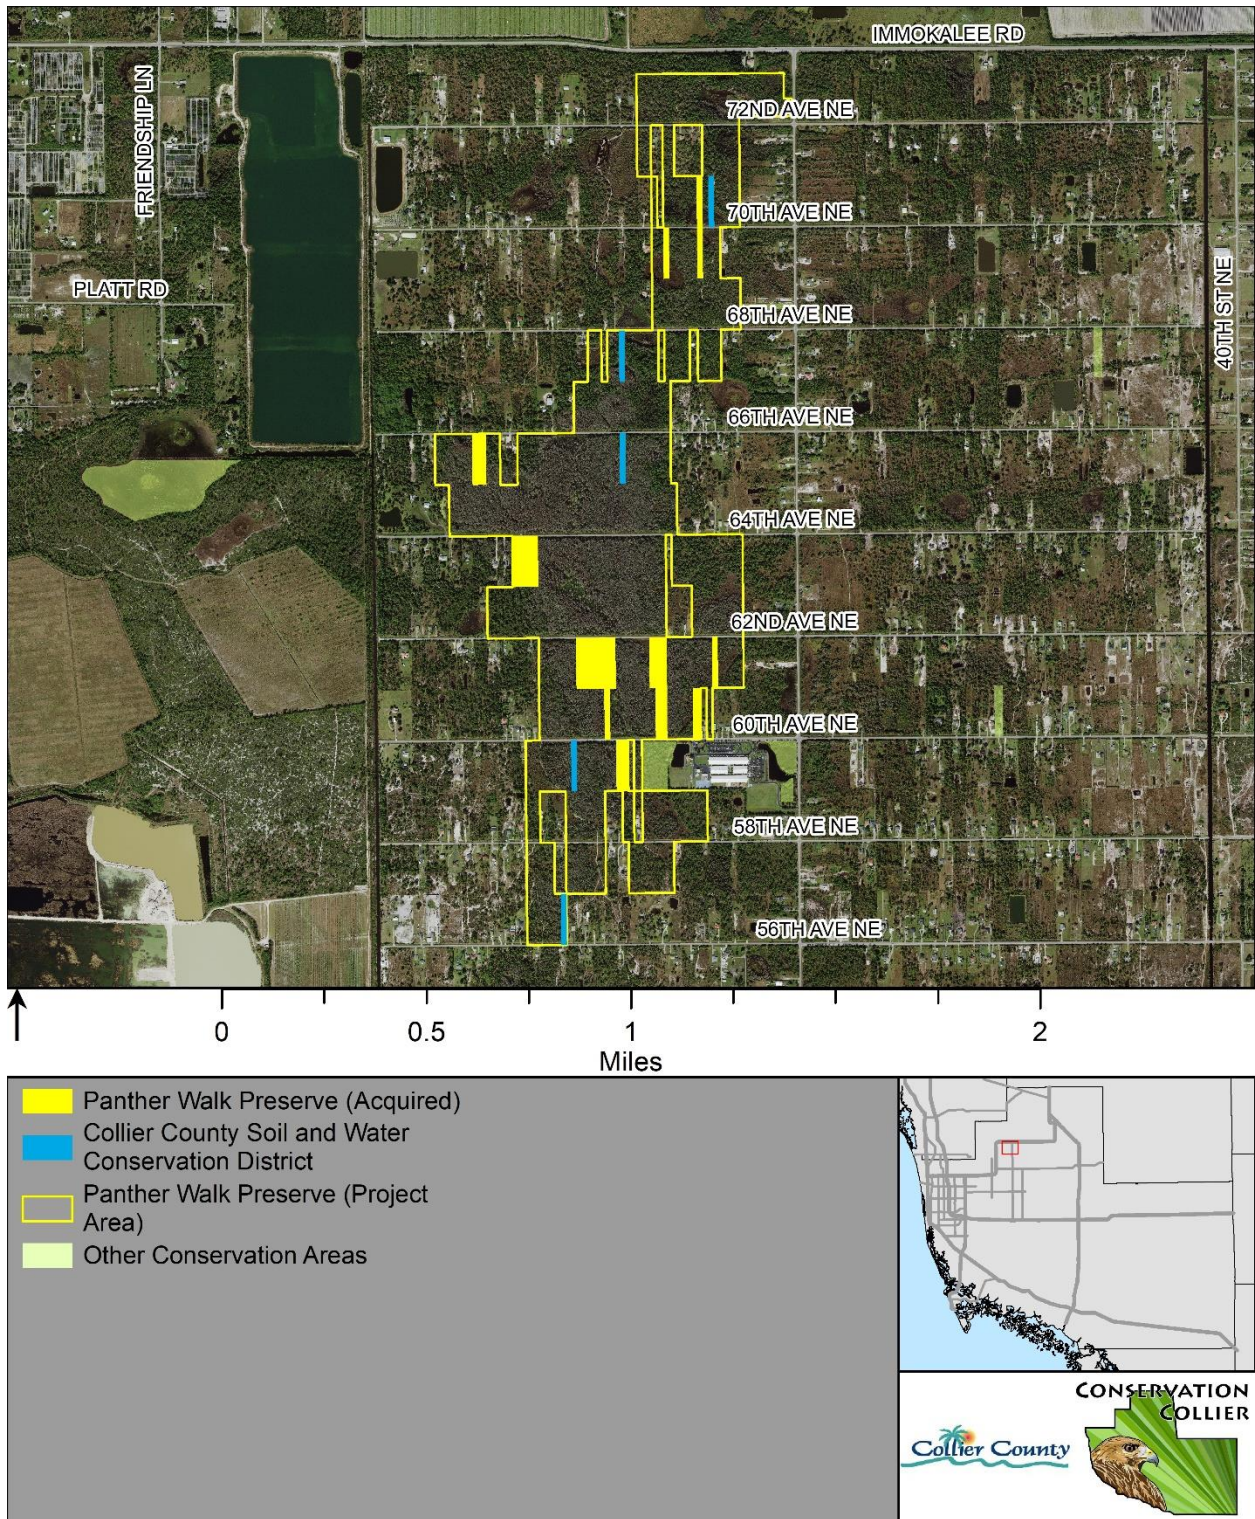 IMMOKALEE RD
FRIENDSHIP LN
72ND AVE NE
70TH AVE NE
PLATT RD
68TH AVE NE
40TH ST NE
66TH AVE NE
64TH AVE NE
62ND AVE NE
60TH AVE NE
58TH AVE NE
56TH AVE NE
0 0.5 1 2
Miles
Panther Walk Preserve (Acquired)
Collier County Soil and Water
Conservation District
Panther Walk Preserve (Project
Area)
Other Conservation Areas
CONSERVATION
COLLIER
Collier County